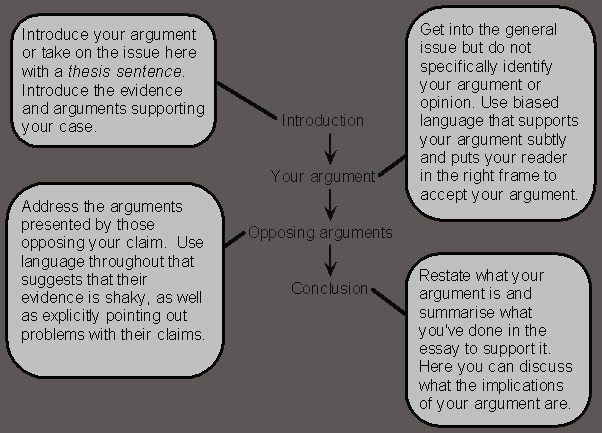 Introduce your argument
or take on the issue here
with a thesis sentence.
Introduce the evidence
and arguments supporting
your case.
Get into the general
issue but do not
specifically identify
your argument or
opinion. Use biased
language that supports
your argument subtly
and puts your reader
in the right frame to
accept your argument.
Introduction
Your argument
Opposing arguments
Conclusion
Address the arguments
presented by those
opposing your claim. Use
language throughout that
suggests that their
evidence is shaky, as well
as explicitly pointing out
problems with their claims.
Restate what your
argument is and
summarise what
you've done in the
essay to support it.
Here you can discuss
what the implications
of your argument are.